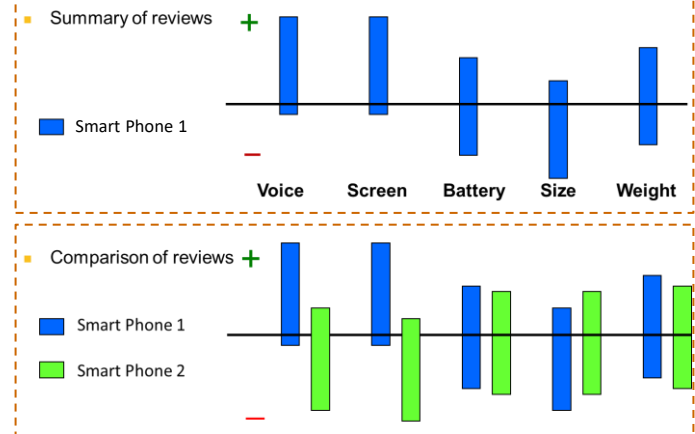 Summary of reviews
+
Smart Phone 1
–
Voice Screen Battery Size Weight
Comparison of reviews +
Smart Phone 1
Smart Phone 2
–